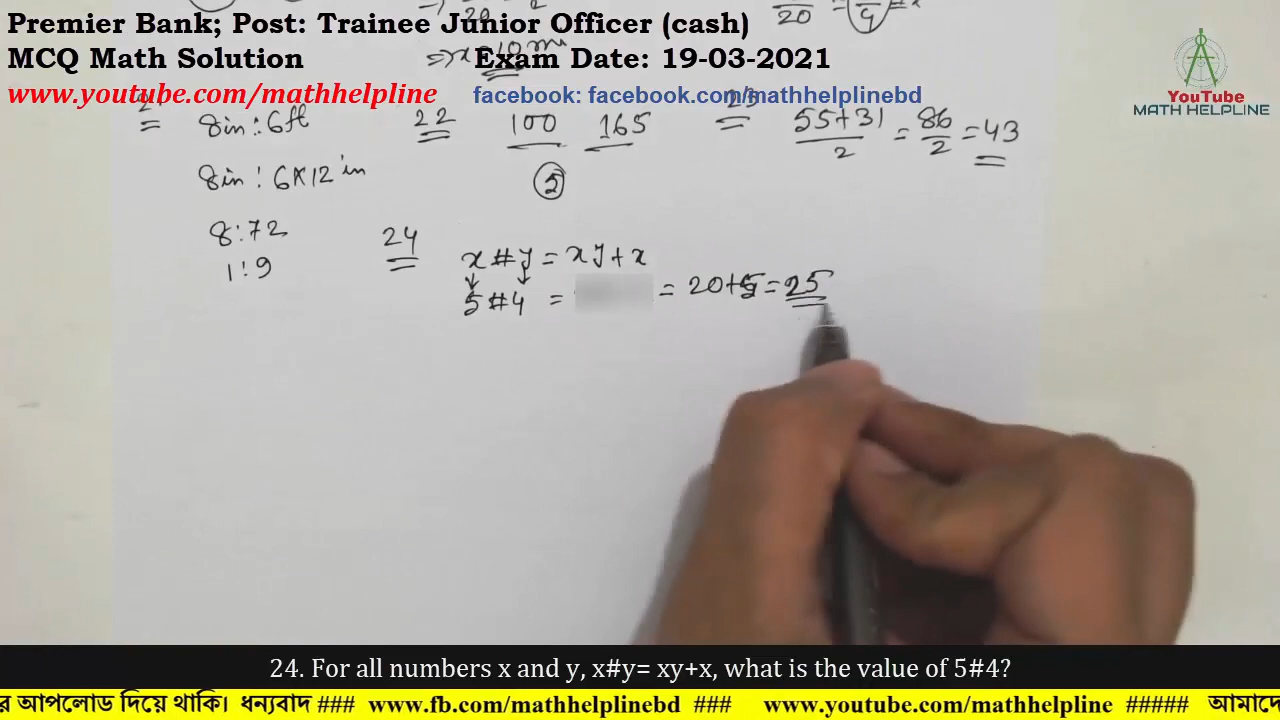 Premier Bank; Post: Trainee Junior Officer (cash)
MCQ Math Solution Exam Date: 19-03-2021
www.youtube.com/mathhelpline facebook: facebook.com/mathhelplinebd
YouTube
MATH HELPLINE
8in : 6ft
8in : 6×12 in
8:72
1:9
22 100 165
5
23 55+31/2 = 86/2 = 43
24 x#y = xy+x
5#4 = = 20+5 = 25
24. For all numbers x and y, x#y= xy+x, what is the value of 5#4?
র আপলোড দিয়ে থাকি। ধন্যবাদ ### www.fb.com/mathhelplinebd ### www.youtube.com/mathhelpline ##### আমাদে